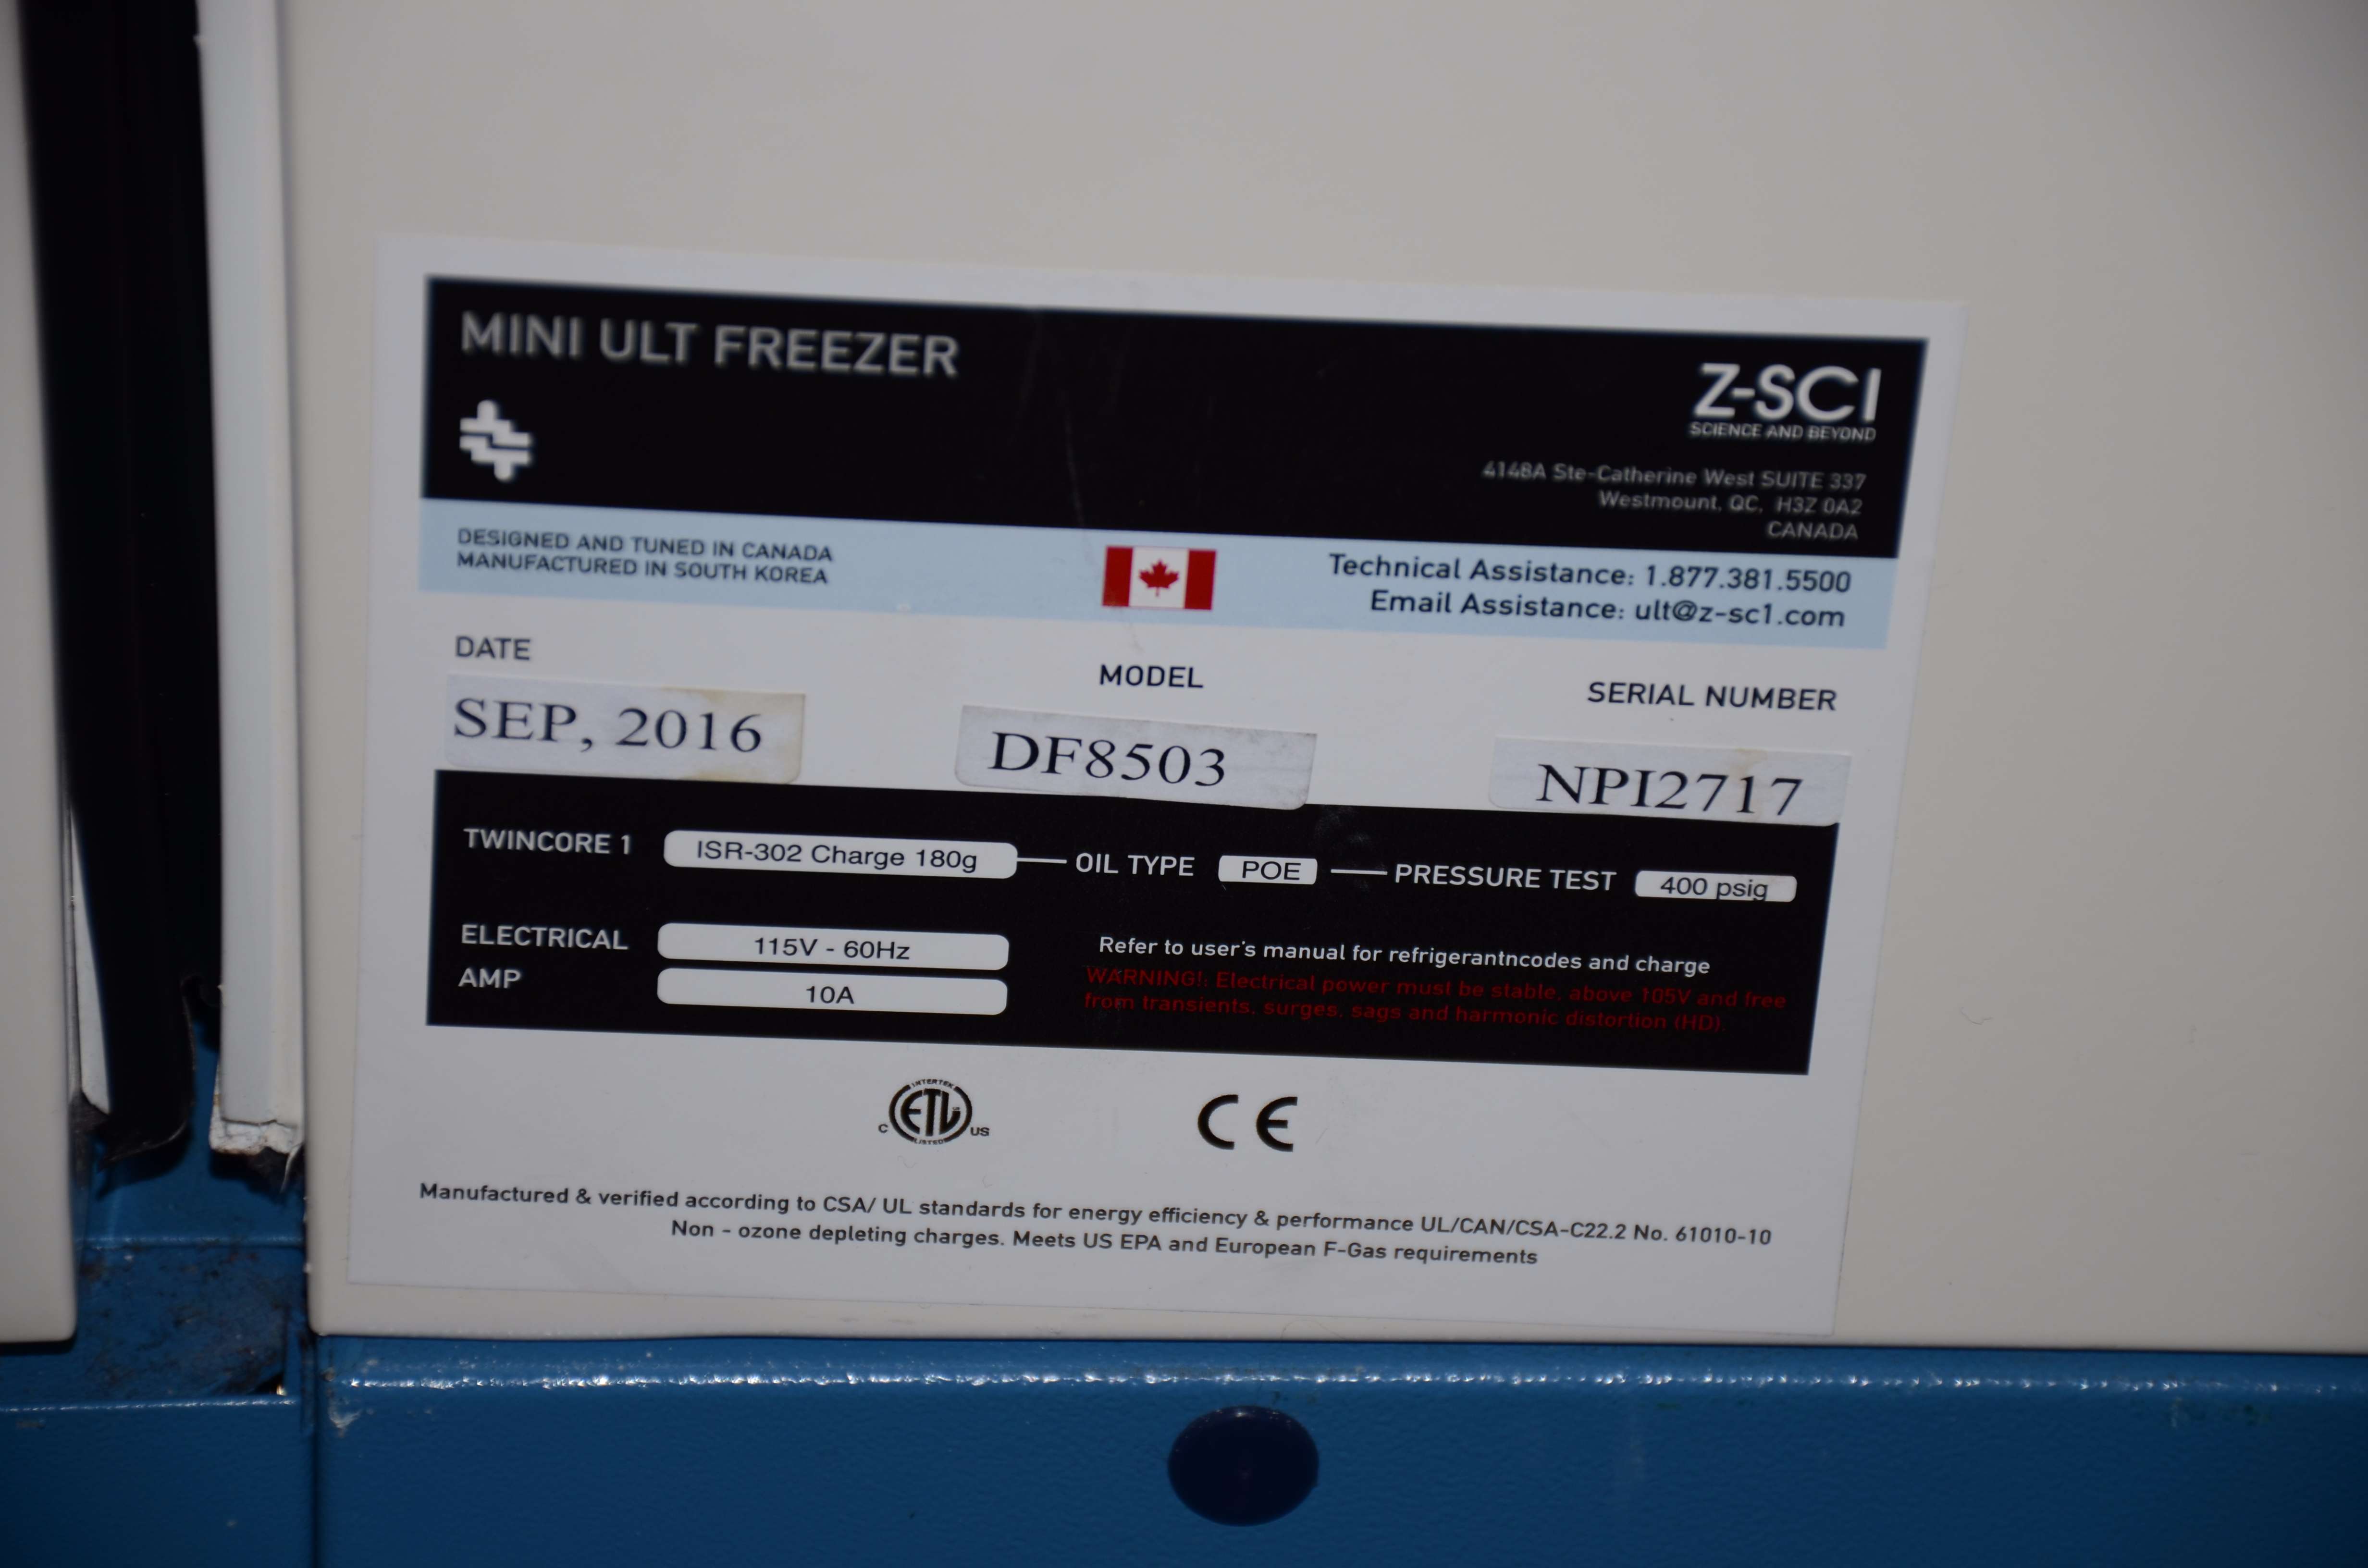 MINI ULT FREEZER
Z-SCI
SCIENCE AND BEYOND
4148A Ste-Catherine West SUITE 337
Westmount, QC, H3Z 0A2
CANADA
DESIGNED AND TUNED IN CANADA
MANUFACTURED IN SOUTH KOREA
Technical Assistance: 1.877.381.5500
Email Assistance: ult@z-sc1.com
DATE
MODEL
SERIAL NUMBER
SEP, 2016
DF8503
NPI2717
TWINCORE 1 ISR-302 Charge 180g OIL TYPE POE PRESSURE TEST 400 psig
ELECTRICAL 115V - 60Hz
AMP 10A
Refer to user's manual for refrigerantncodes and charge
WARNING!: Electrical power must be stable, above 105V and free
from transients, surges, sags and harmonic distortion (HD).
INTERTEK
C ETL US
LISTED
CE
Manufactured & verified according to CSA/ UL standards for energy efficiency & performance UL/CAN/CSA-C22.2 No. 61010-10
Non - ozone depleting charges. Meets US EPA and European F-Gas requirements